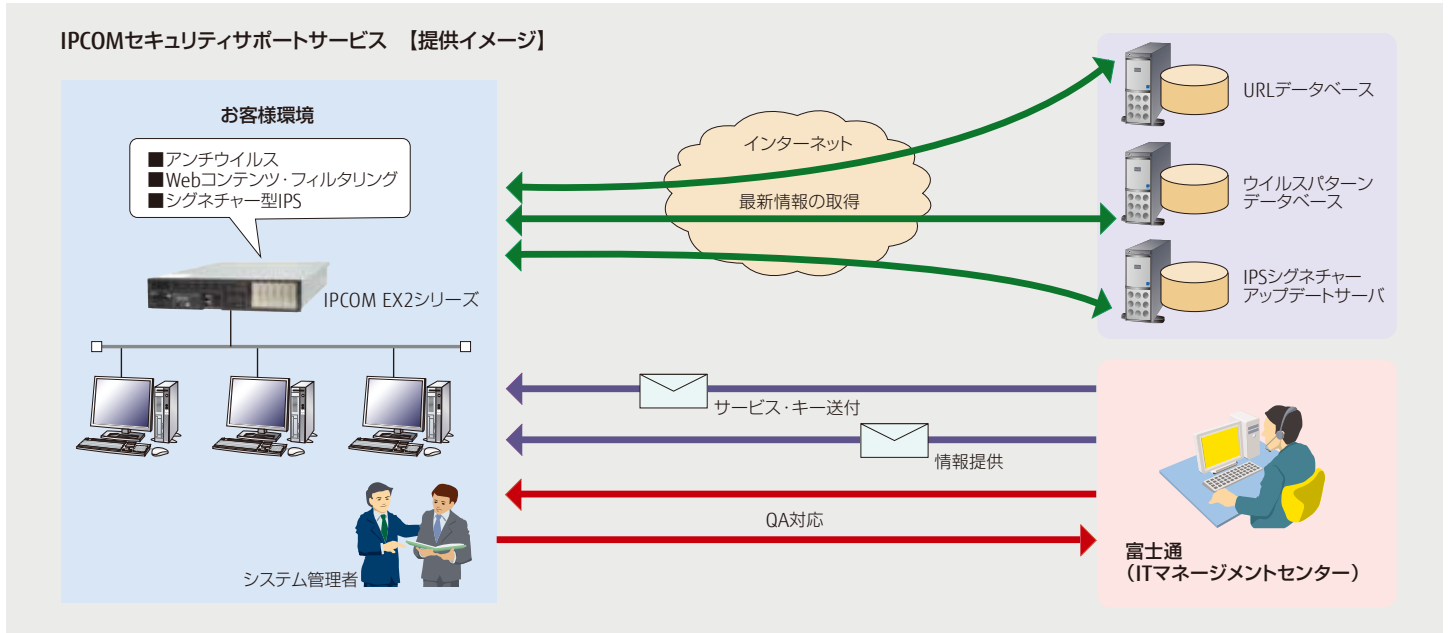 IPCOMセキュリティサポートサービス 【提供イメージ】
お客様環境
■アンチウイルス
■Webコンテンツ・フィルタリング
■シグネチャー型IPS
IPCOM EX2シリーズ
システム管理者
インターネット
最新情報の取得
URLデータベース
ウイルスパターン
データベース
IPSシグネチャー
アップデートサーバ
サービス・キー送付
情報提供
QA対応
富士通
(ITマネージメントセンター)